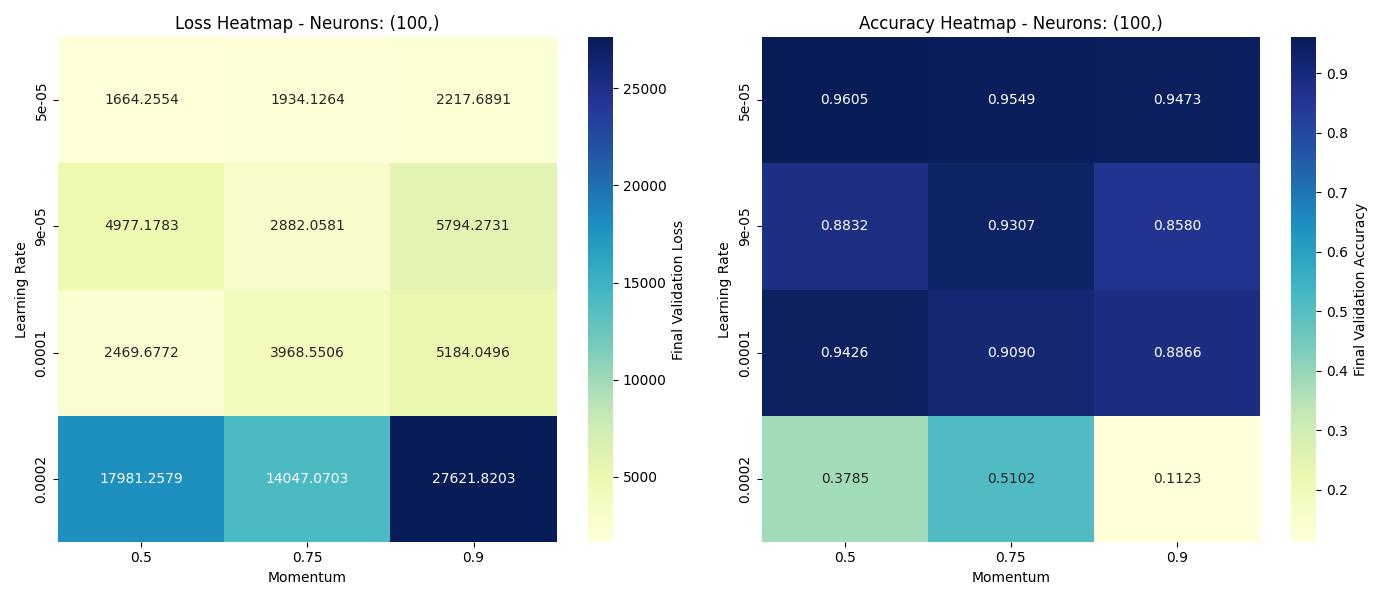 Loss Heatmap - Neurons: (100,)
Learning Rate
5e-05
1664.2554 1934.1264 2217.6891
9e-05
4977.1783 2882.0581 5794.2731
0.0001
2469.6772 3968.5506 5184.0496
0.0002
17981.2579 14047.0703 27621.8203
0.5 0.75 0.9
Momentum
25000
20000
15000
10000
5000
Final Validation Loss
Accuracy Heatmap - Neurons: (100,)
Learning Rate
5e-05
0.9605 0.9549 0.9473
9e-05
0.8832 0.9307 0.8580
0.0001
0.9426 0.9090 0.8866
0.0002
0.3785 0.5102 0.1123
0.5 0.75 0.9
Momentum
0.9
0.8
0.7
0.6
0.5
0.4
0.3
0.2
Final Validation Accuracy